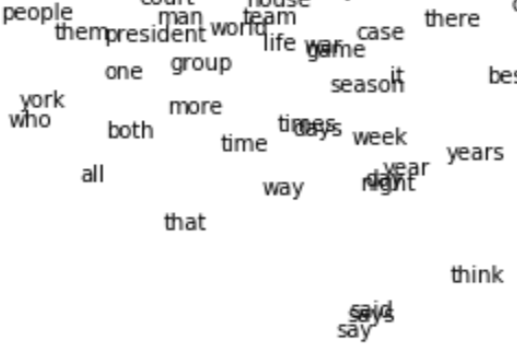 court
house
people
man
team
there
them
president
world
case
life
war
game
one
group
it
season
bes
york
more
who
both
times
days
week
time
years
year
all
day
night
way
that
think
said
says
say